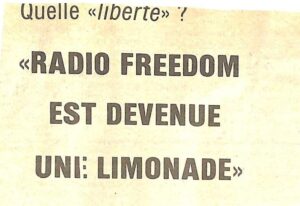 Quelle «liberte» ?
«RADIO FREEDOM
EST DEVENUE
UNE LIMONADE»